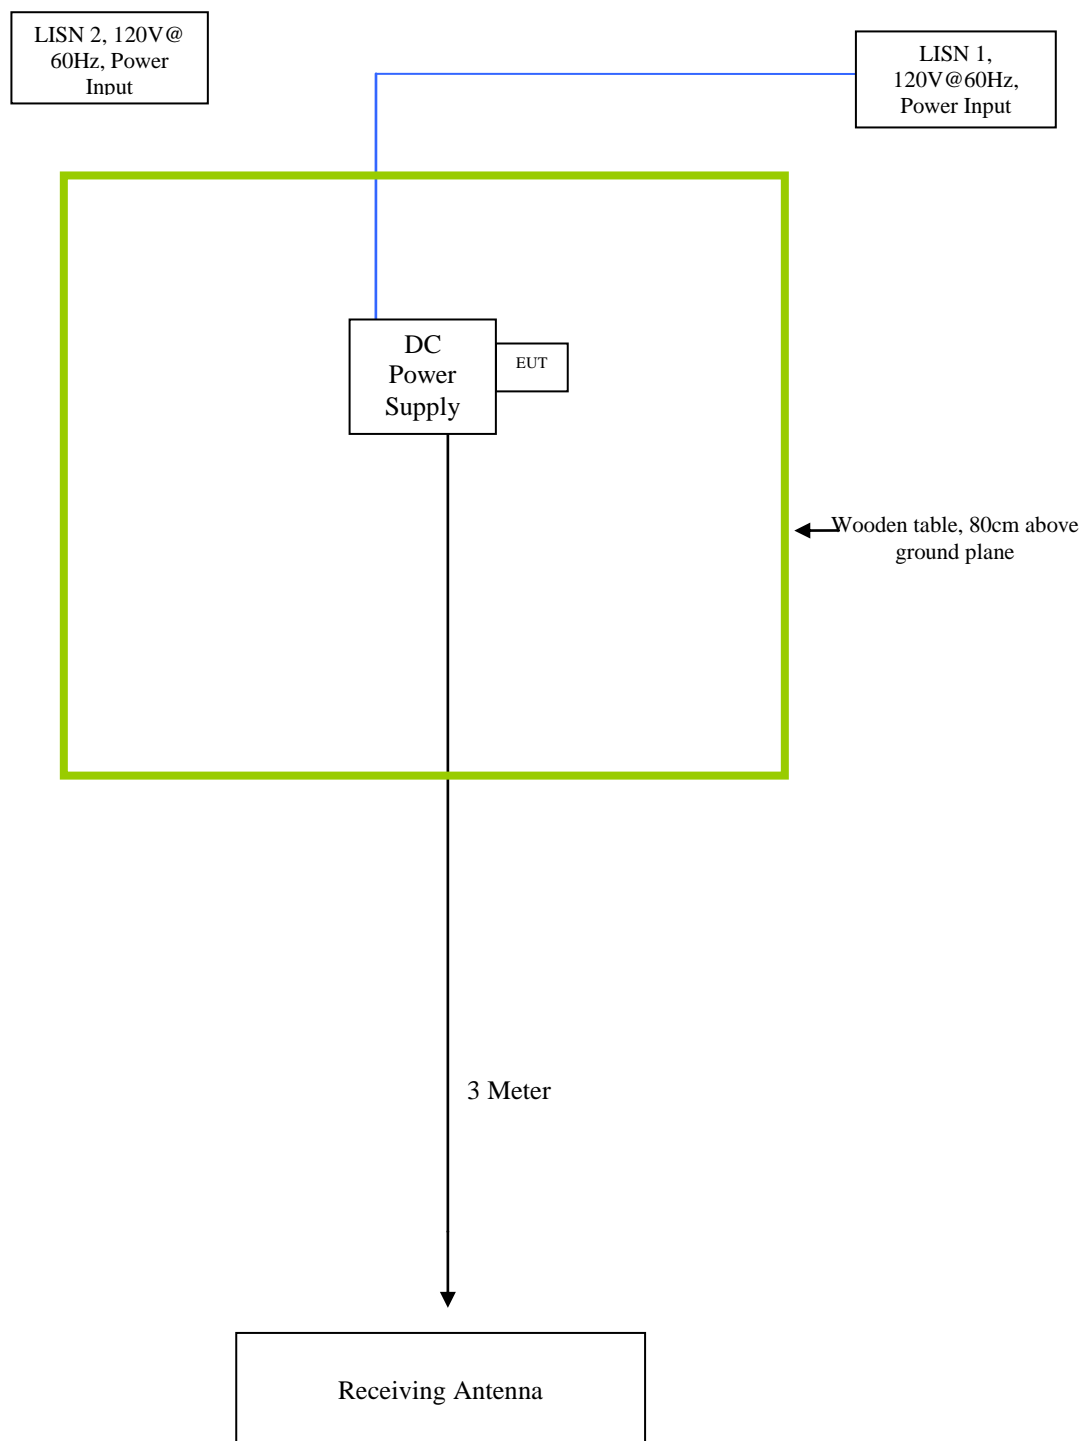 LISN 2, 120V@
60Hz, Power
Input
LISN 1,
120V@60Hz,
Power Input
DC
Power
Supply
EUT
Wooden table, 80cm above
ground plane
3 Meter
Receiving Antenna